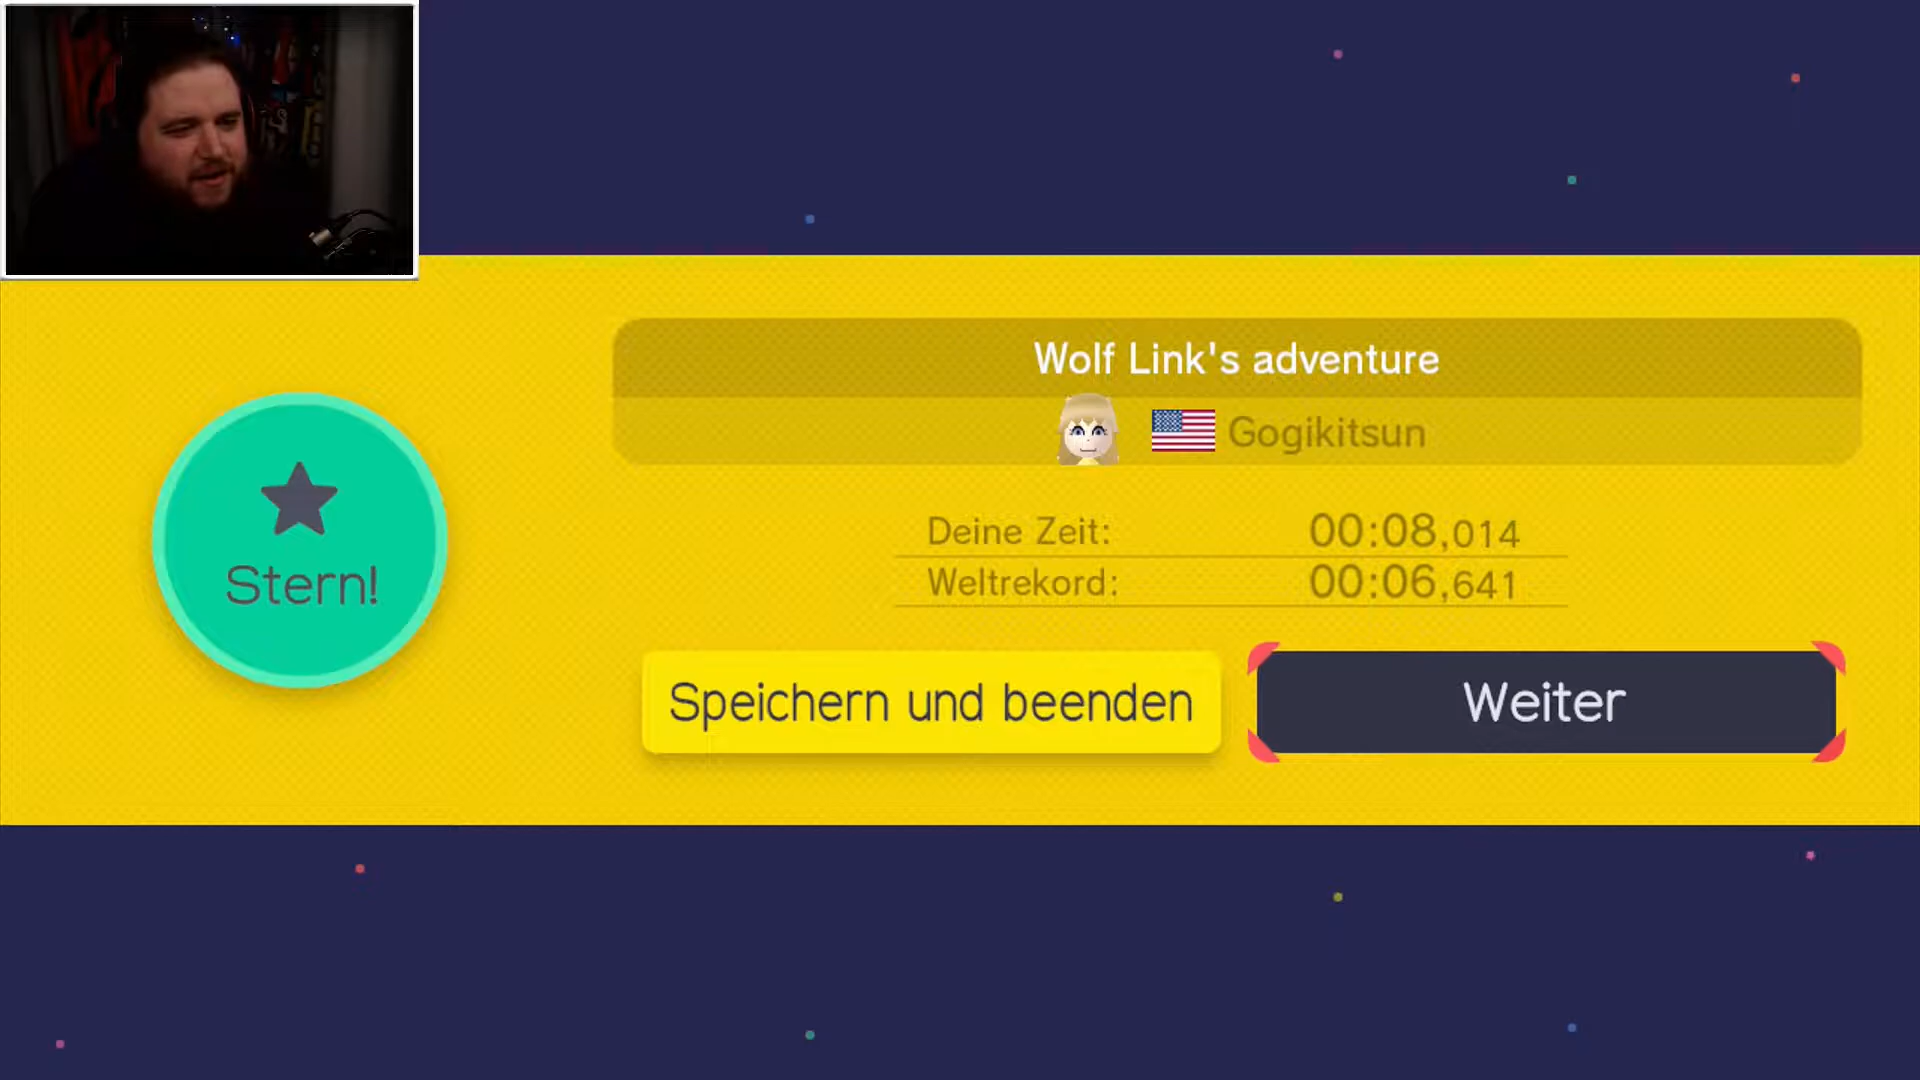 Wolf Link's adventure
Gogikitsun
Stern!
Deine Zeit: 00:08,014
Weltrekord: 00:06,641
Speichern und beenden
Weiter